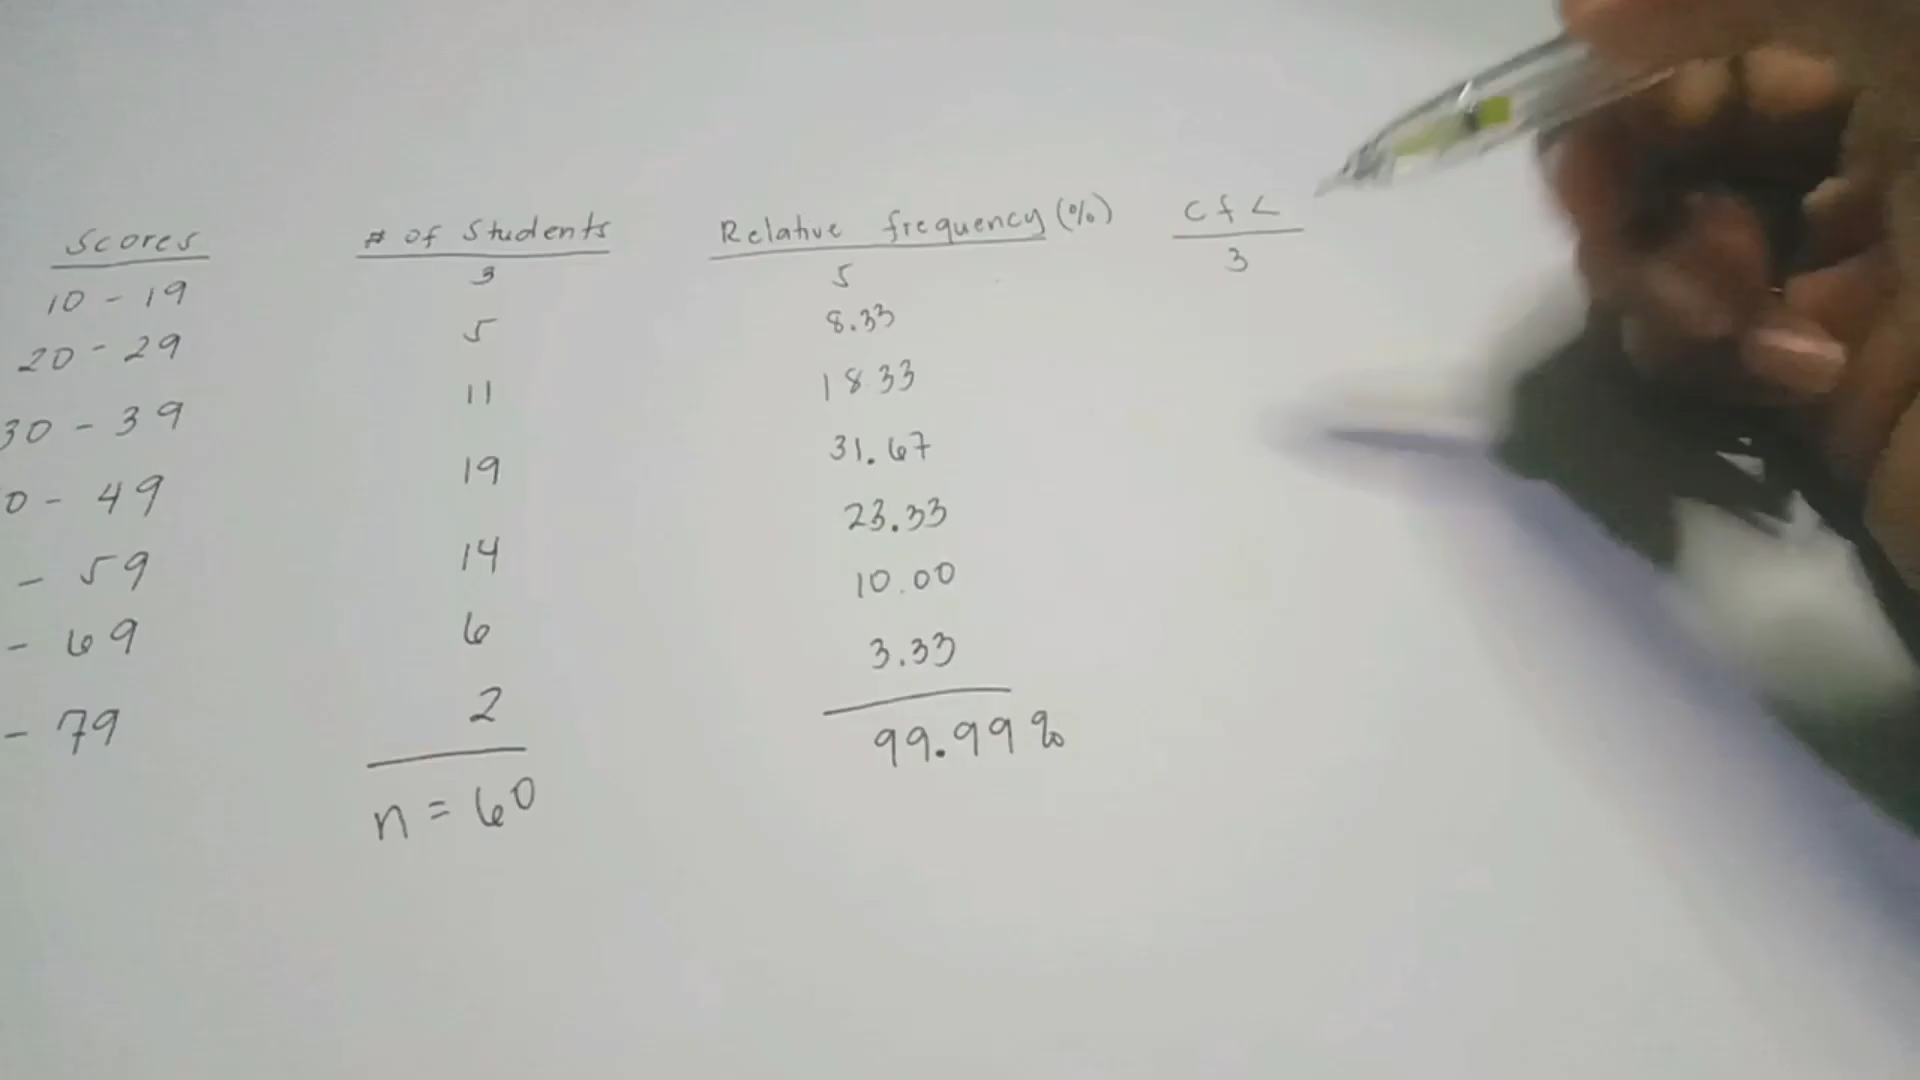 Scores # of Students Relative frequency (%) cf <
10 - 19 3 5 3
20 - 29 5 8.33
30 - 39 11 18.33
0 - 49 19 31.67
- 59 14 23.33
- 69 6 10.00
- 79 2 3.33
n = 60 99.99 %